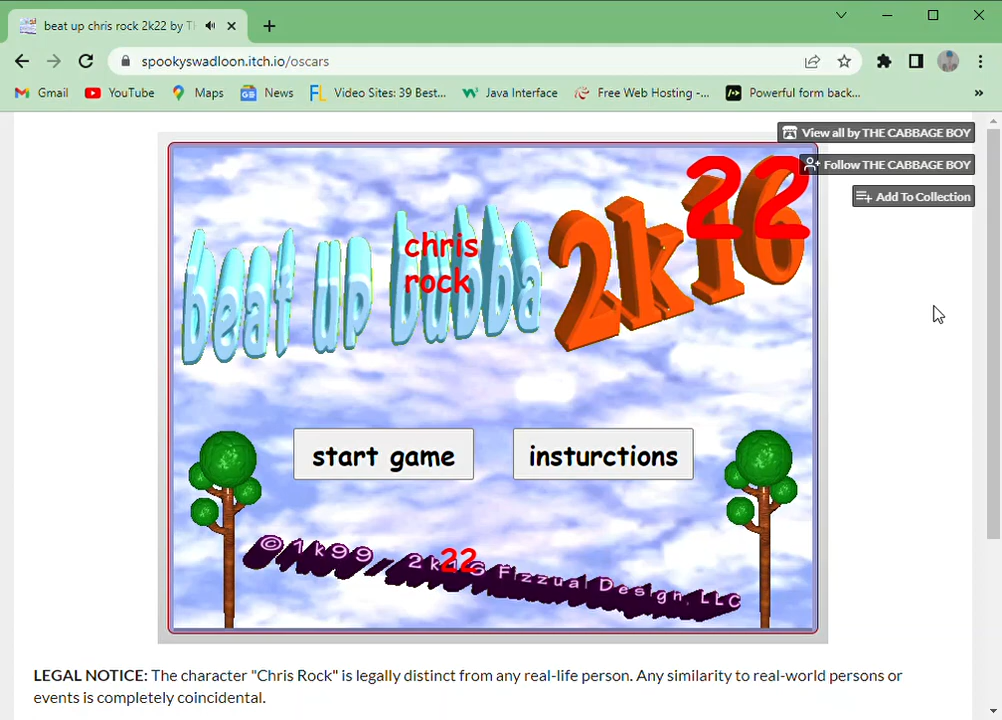 beat up chris rock 2k22 by Th
spookyswadloon.itch.io/oscars
Gmail YouTube Maps News Video Sites: 39 Best... Java Interface Free Web Hosting -... Powerful form back... »
View all by THE CABBAGE BOY
Follow THE CABBAGE BOY
Add To Collection
beat up bubba 2k16
chris
rock
22
start game
insturctions
© 1k99 / 2k16 Fizzual Design, LLC
22
LEGAL NOTICE: The character "Chris Rock" is legally distinct from any real-life person. Any similarity to real-world persons or
events is completely coincidental.